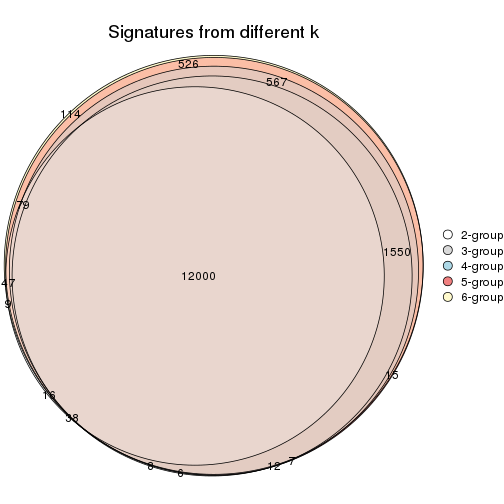 Signatures from different k
526
567
114
79
1550
12000
47
9
15
16
38
8
6
12
7
2-group
3-group
4-group
5-group
6-group